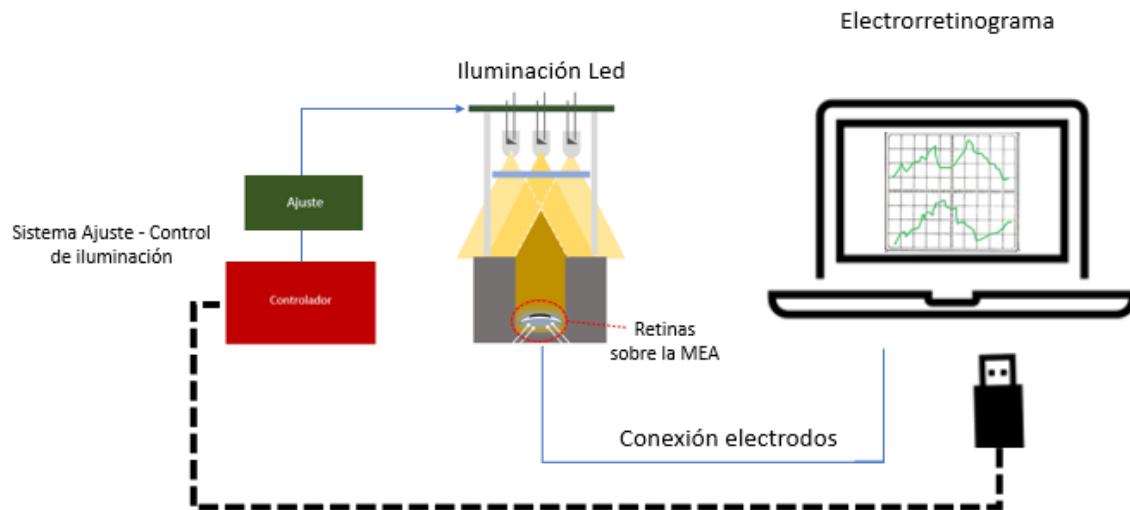 Electrorretinograma
Iluminación Led
Ajuste
Sistema Ajuste - Control
de iluminación
Controlador
Retinas
sobre la MEA
Conexión electrodos